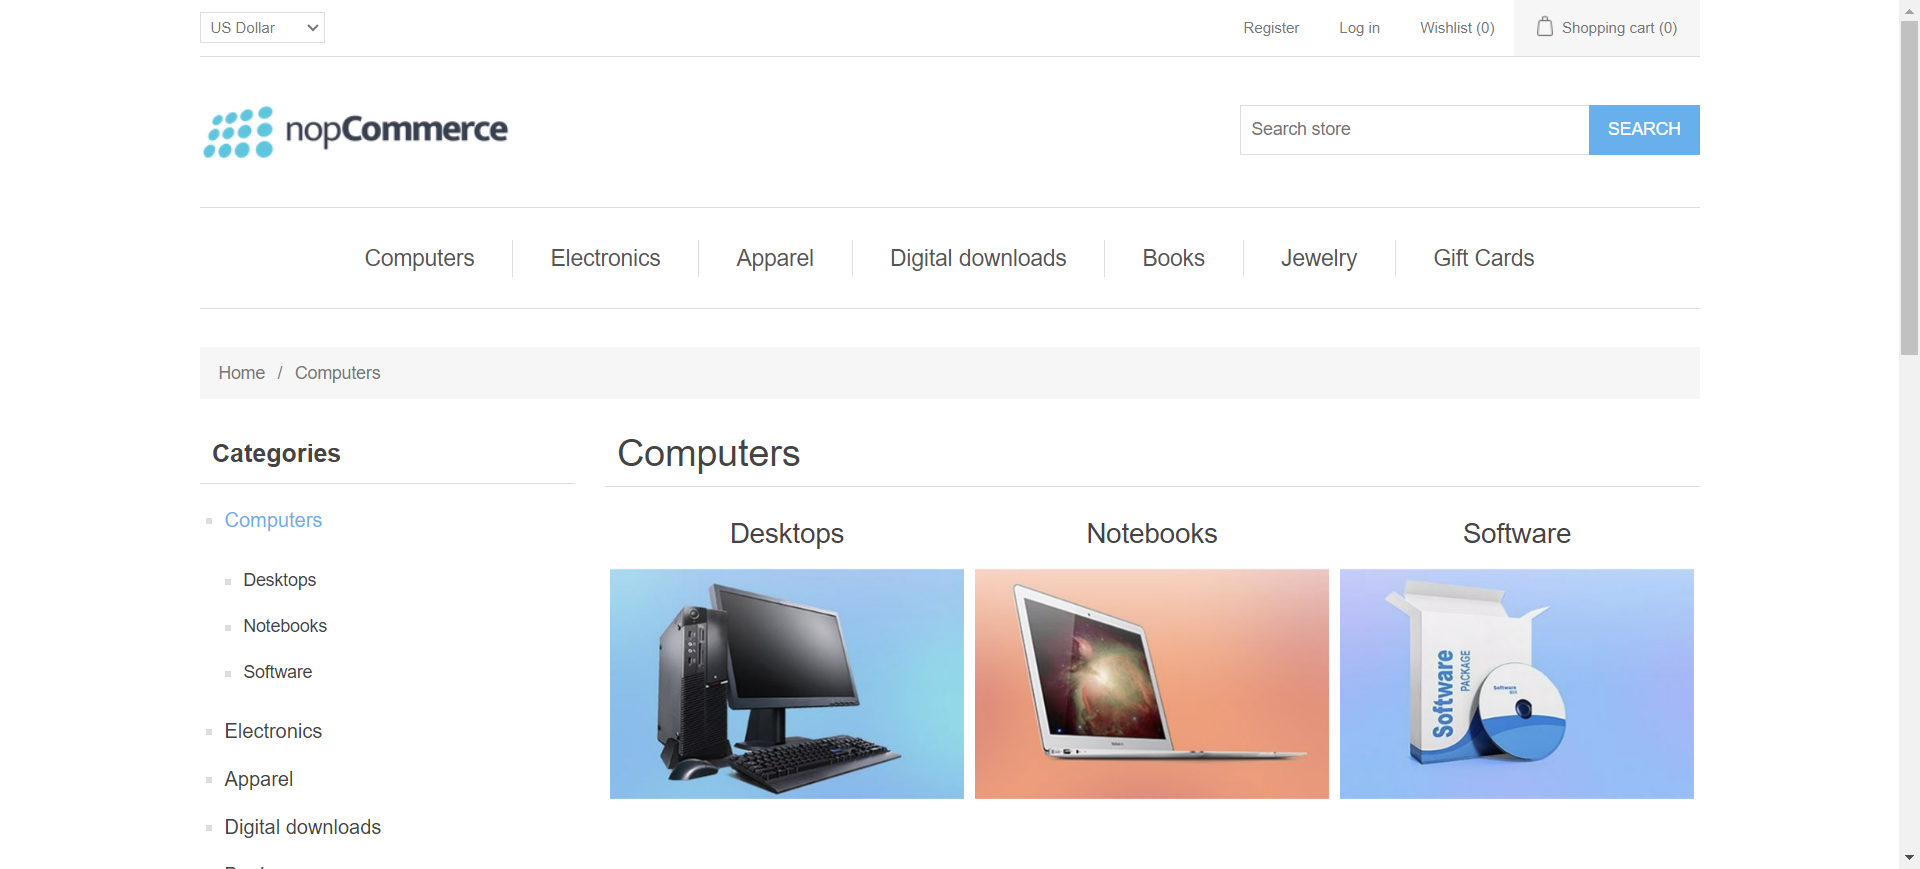 US Dollar
Register
Log in
Wishlist (0)
Shopping cart (0)
nopCommerce
Search store
SEARCH
Computers
Electronics
Apparel
Digital downloads
Books
Jewelry
Gift Cards
Home / Computers
Categories
Computers
Desktops
Notebooks
Software
Electronics
Apparel
Digital downloads
Computers
Desktops
Notebooks
Software
Software
PACKAGE
Software